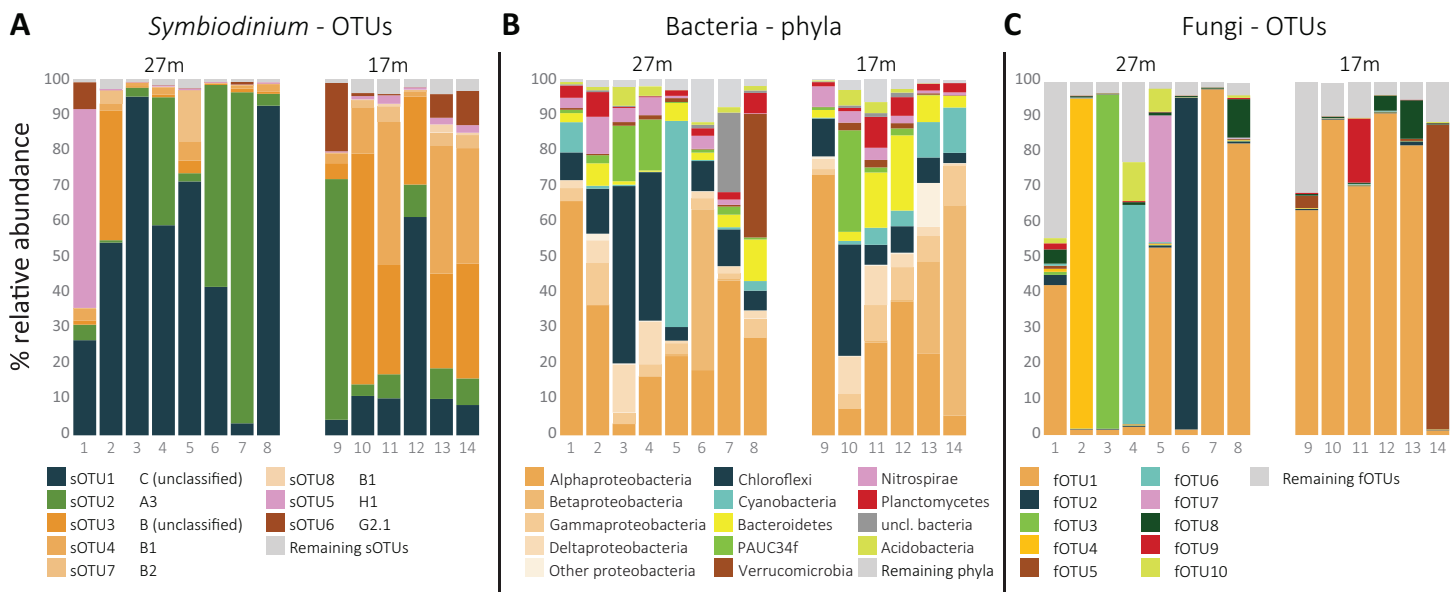 A Symbiodinium - OTUs
27m 17m
% relative abundance
100
90
80
70
60
50
40
30
20
10
0
1 2 3 4 5 6 7 8 9 10 11 12 13 14
sOTU1 C (unclassified)
sOTU2 A3
sOTU3 B (unclassified)
sOTU4 B1
sOTU7 B2
sOTU8 B1
sOTU5 H1
sOTU6 G2.1
Remaining sOTUs
B Bacteria - phyla
27m 17m
100
90
80
70
60
50
40
30
20
10
0
1 2 3 4 5 6 7 8 9 10 11 12 13 14
Alphaproteobacteria
Betaproteobacteria
Gammaproteobacteria
Deltaproteobacteria
Other proteobacteria
Chloroflexi
Cyanobacteria
Bacteroidetes
PAUC34f
Verrucomicrobia
Nitrospirae
Planctomycetes
uncl. bacteria
Acidobacteria
Remaining phyla
C Fungi - OTUs
27m 17m
100
90
80
70
60
50
40
30
20
10
0
1 2 3 4 5 6 7 8 9 10 11 12 13 14
fOTU1
fOTU2
fOTU3
fOTU4
fOTU5
fOTU6
fOTU7
fOTU8
fOTU9
fOTU10
Remaining fOTUs